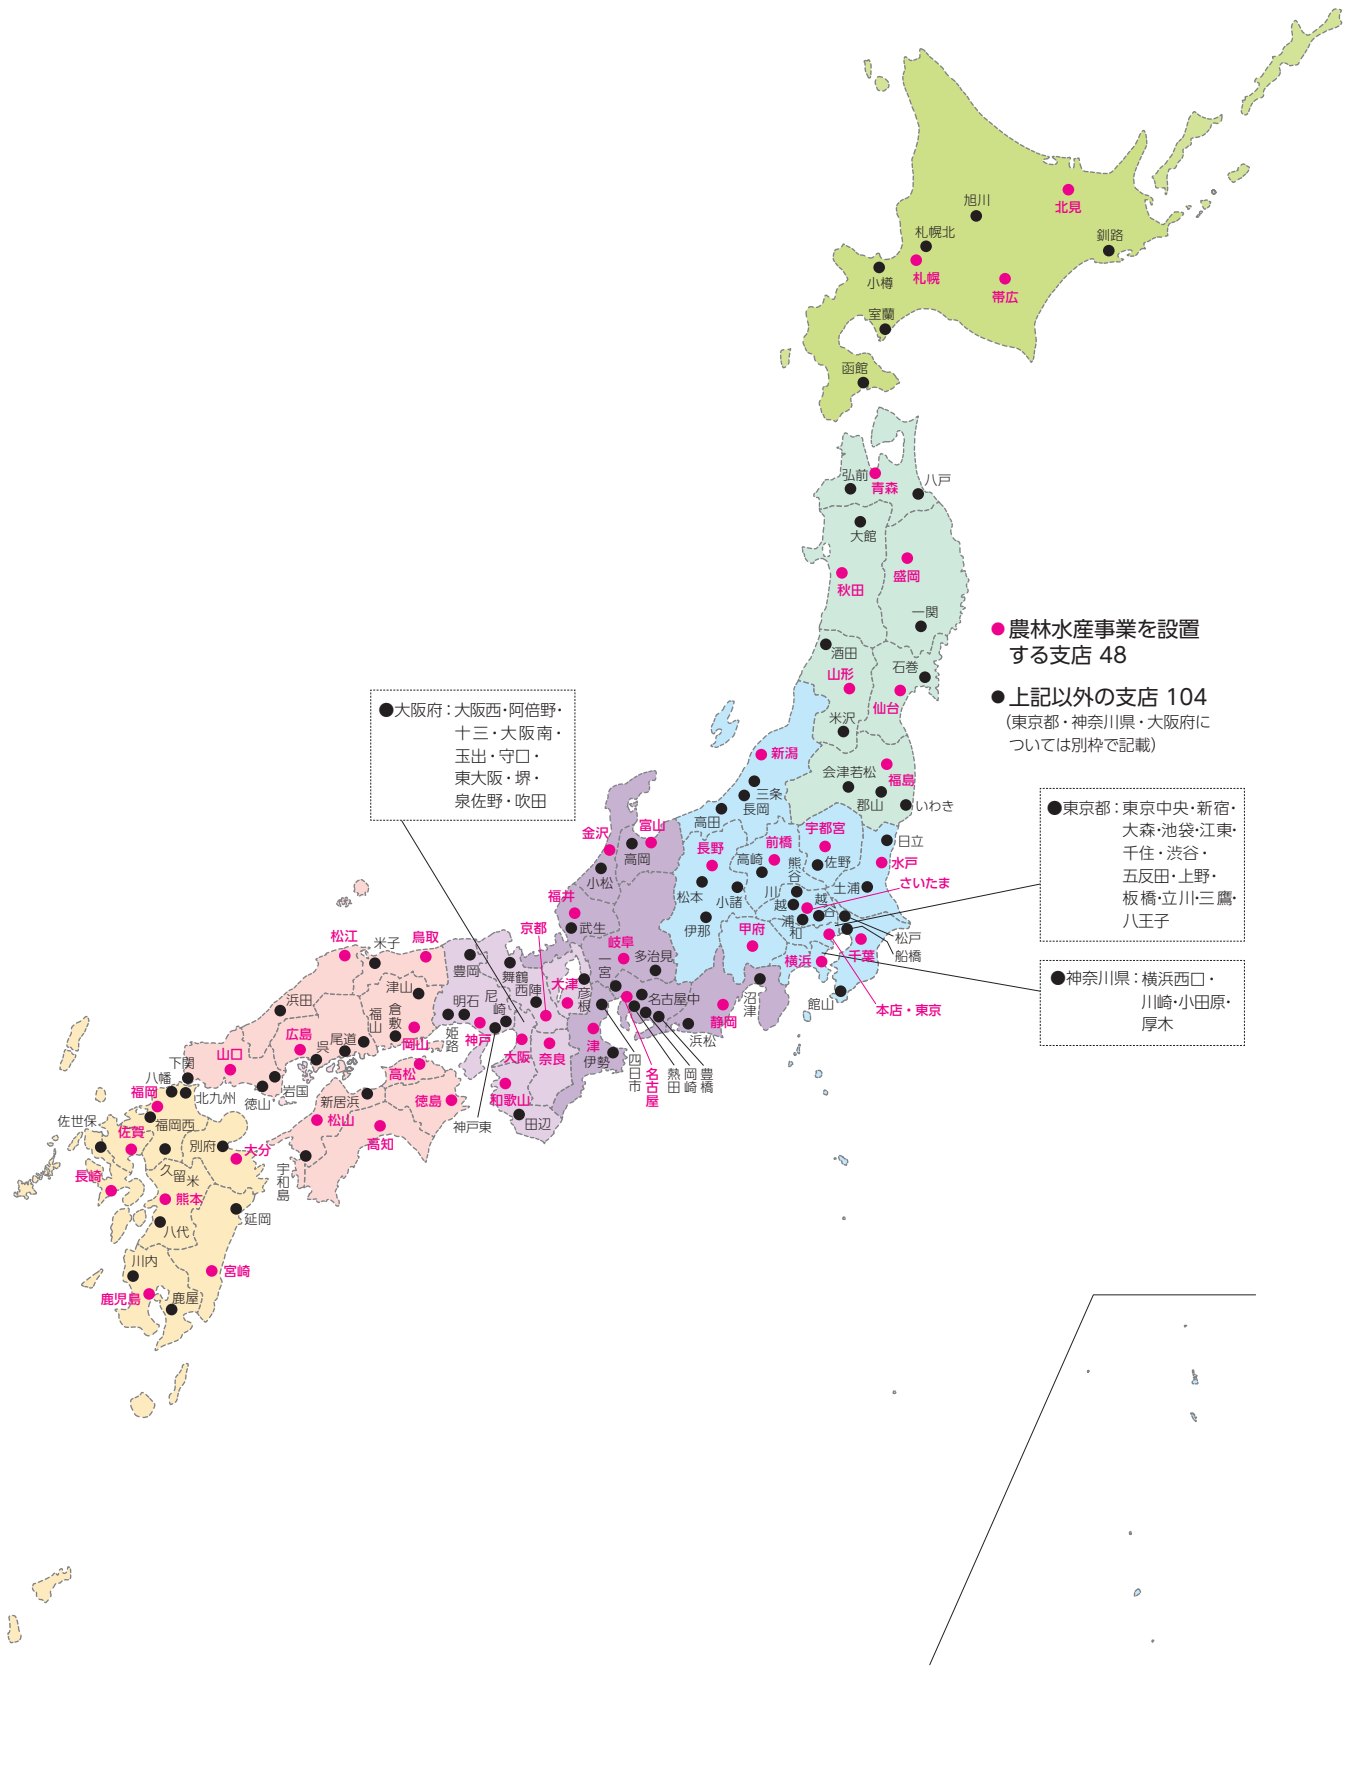 旭川
北見
札幌北
釧路
札幌
小樽
帯広
室蘭
函館
弘前
青森
八戸
大館
盛岡
秋田
一関
酒田
石巻
山形
仙台
米沢
会津若松
福島
郡山
いわき
●農林水産事業を設置
する支店 48
●上記以外の支店 104
（東京都・神奈川県・大阪府に
ついては別枠で記載）
●大阪府：大阪西・阿倍野・
十三・大阪南・
玉出・守口・
東大阪・堺・
泉佐野・吹田
●東京都：東京中央・新宿・
大森・池袋・江東・
千住・渋谷・
五反田・上野・
板橋・立川・三鷹・
八王子
●神奈川県：横浜西口・
川崎・小田原・
厚木
新潟
三条
長岡
高田
宇都宮
前橋
長野
高崎
熊谷
佐野
日立
水戸
さいたま
土浦
松本
小諸
川越
越谷
浦和
伊那
甲府
松戸
船橋
千葉
横浜
館山
本店・東京
金沢
富山
高岡
小松
福井
武生
京都
岐阜
一宮
多治見
大津
彦根
名古屋中
静岡
沼津
浜松
津
伊勢
四日市
名古屋
熱田
岡崎
豊橋
豊岡
舞鶴
西陣
明石
尼崎
姫路
神戸
大阪
奈良
和歌山
田辺
神戸東
松江
米子
鳥取
津山
浜田
福山
倉敷
広島
尾道
呉
岡山
山口
下関
岩国
徳山
高松
新居浜
徳島
松山
高知
宇和島
八幡
福岡
北九州
佐世保
福岡西
佐賀
別府
大分
長崎
久留米
熊本
延岡
八代
川内
宮崎
鹿児島
鹿屋